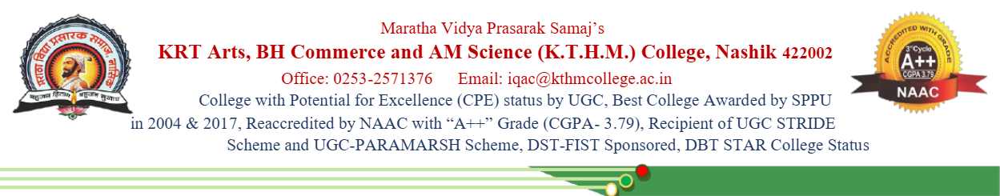 मराठा विद्या प्रसारक समाज, नाशिक
बहुजन हिताय बहुजन सुखाय
Maratha Vidya Prasarak Samaj’s
KRT Arts, BH Commerce and AM Science (K.T.H.M.) College, Nashik 422002
Office: 0253-2571376 Email: iqac@kthmcollege.ac.in
College with Potential for Excellence (CPE) status by UGC, Best College Awarded by SPPU
in 2004 & 2017, Reaccredited by NAAC with “A++” Grade (CGPA- 3.79), Recipient of UGC STRIDE
Scheme and UGC-PARAMARSH Scheme, DST-FIST Sponsored, DBT STAR College Status
ACCREDITED WITH GRADE
3rd Cycle
A++
CGPA 3.79
NAAC